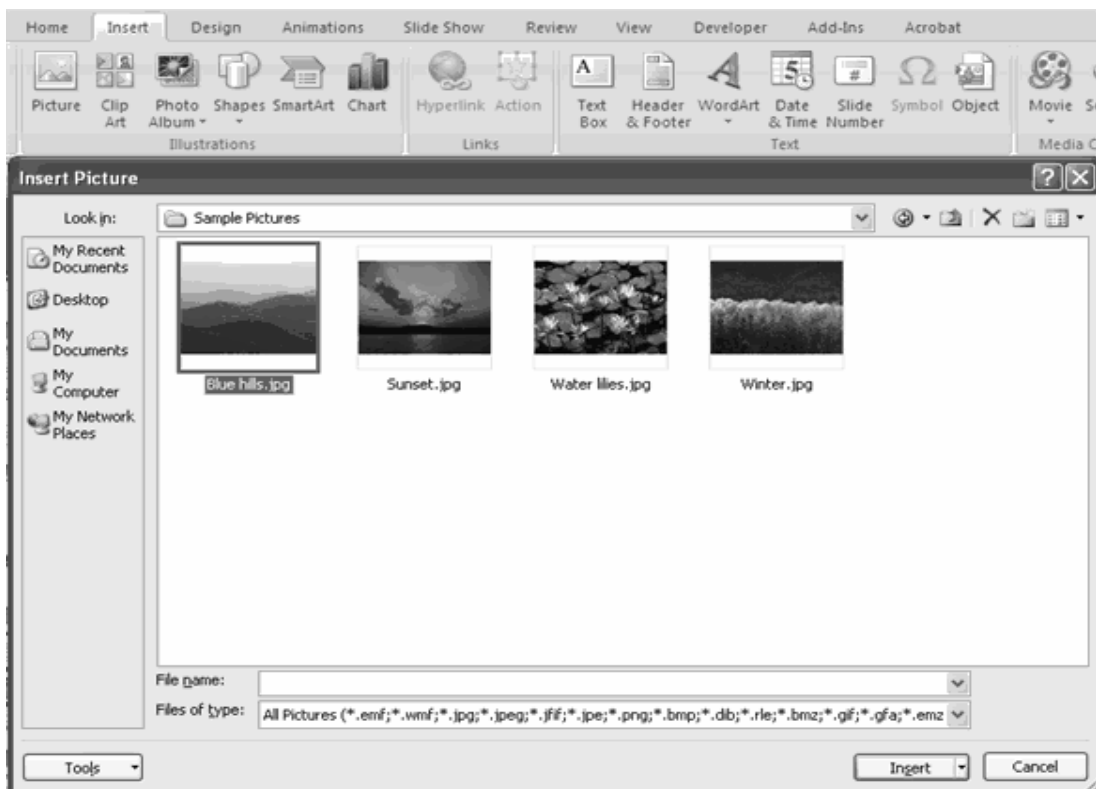 Home Insert Design Animations Slide Show Review View Developer Add-Ins Acrobat
Picture Clip Art Photo Album Shapes SmartArt Chart Hyperlink Action Text Box Header & Footer WordArt Date & Time Slide Number Symbol Object Movie
Illustrations Links Text Media
Insert Picture
Look in: Sample Pictures
My Recent Documents
Desktop
My Documents
My Computer
My Network Places
Blue hills.jpg Sunset.jpg Water lilies.jpg Winter.jpg
File name:
Files of type: All Pictures (*.emf;*.wmf;*.jpg;*.jpeg;*.jfif;*.jpe;*.png;*.bmp;*.dib;*.rle;*.bmz;*.gif;*.gfa;*.emz
Tools Insert Cancel